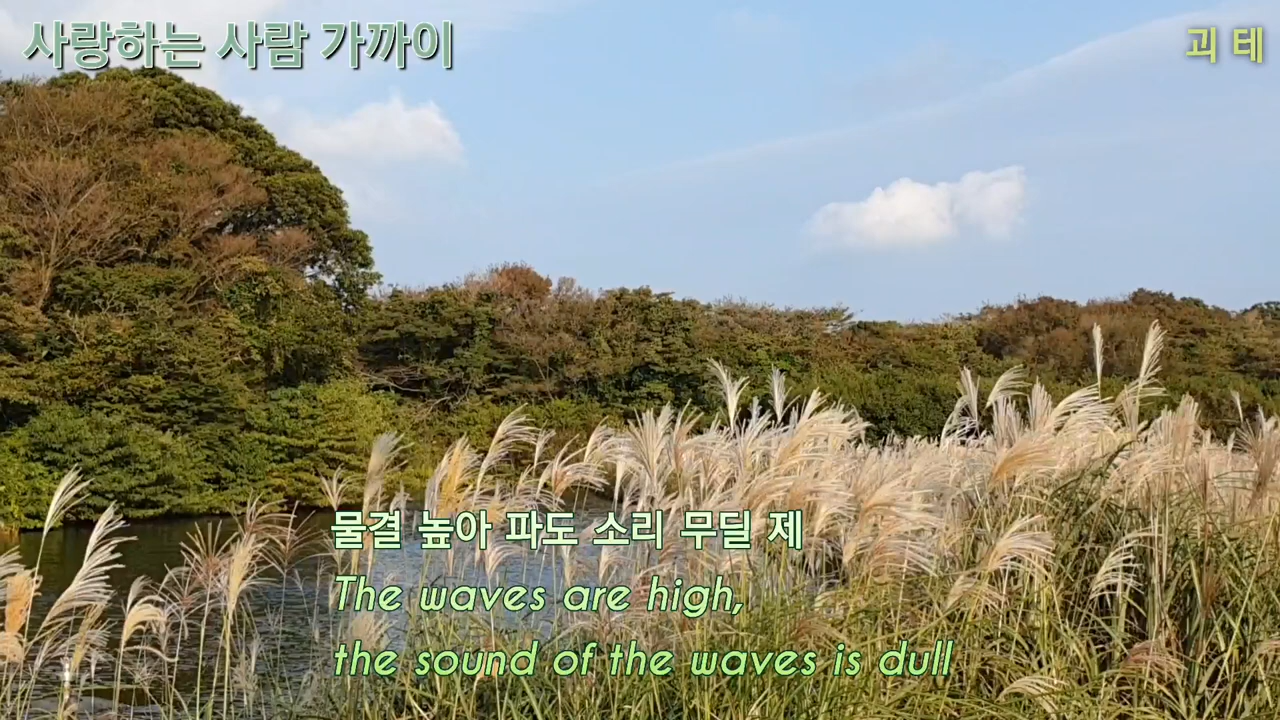 사랑하는 사람 가까이
괴 테
물결 높아 파도 소리 무딜 제
The waves are high,
the sound of the waves is dull